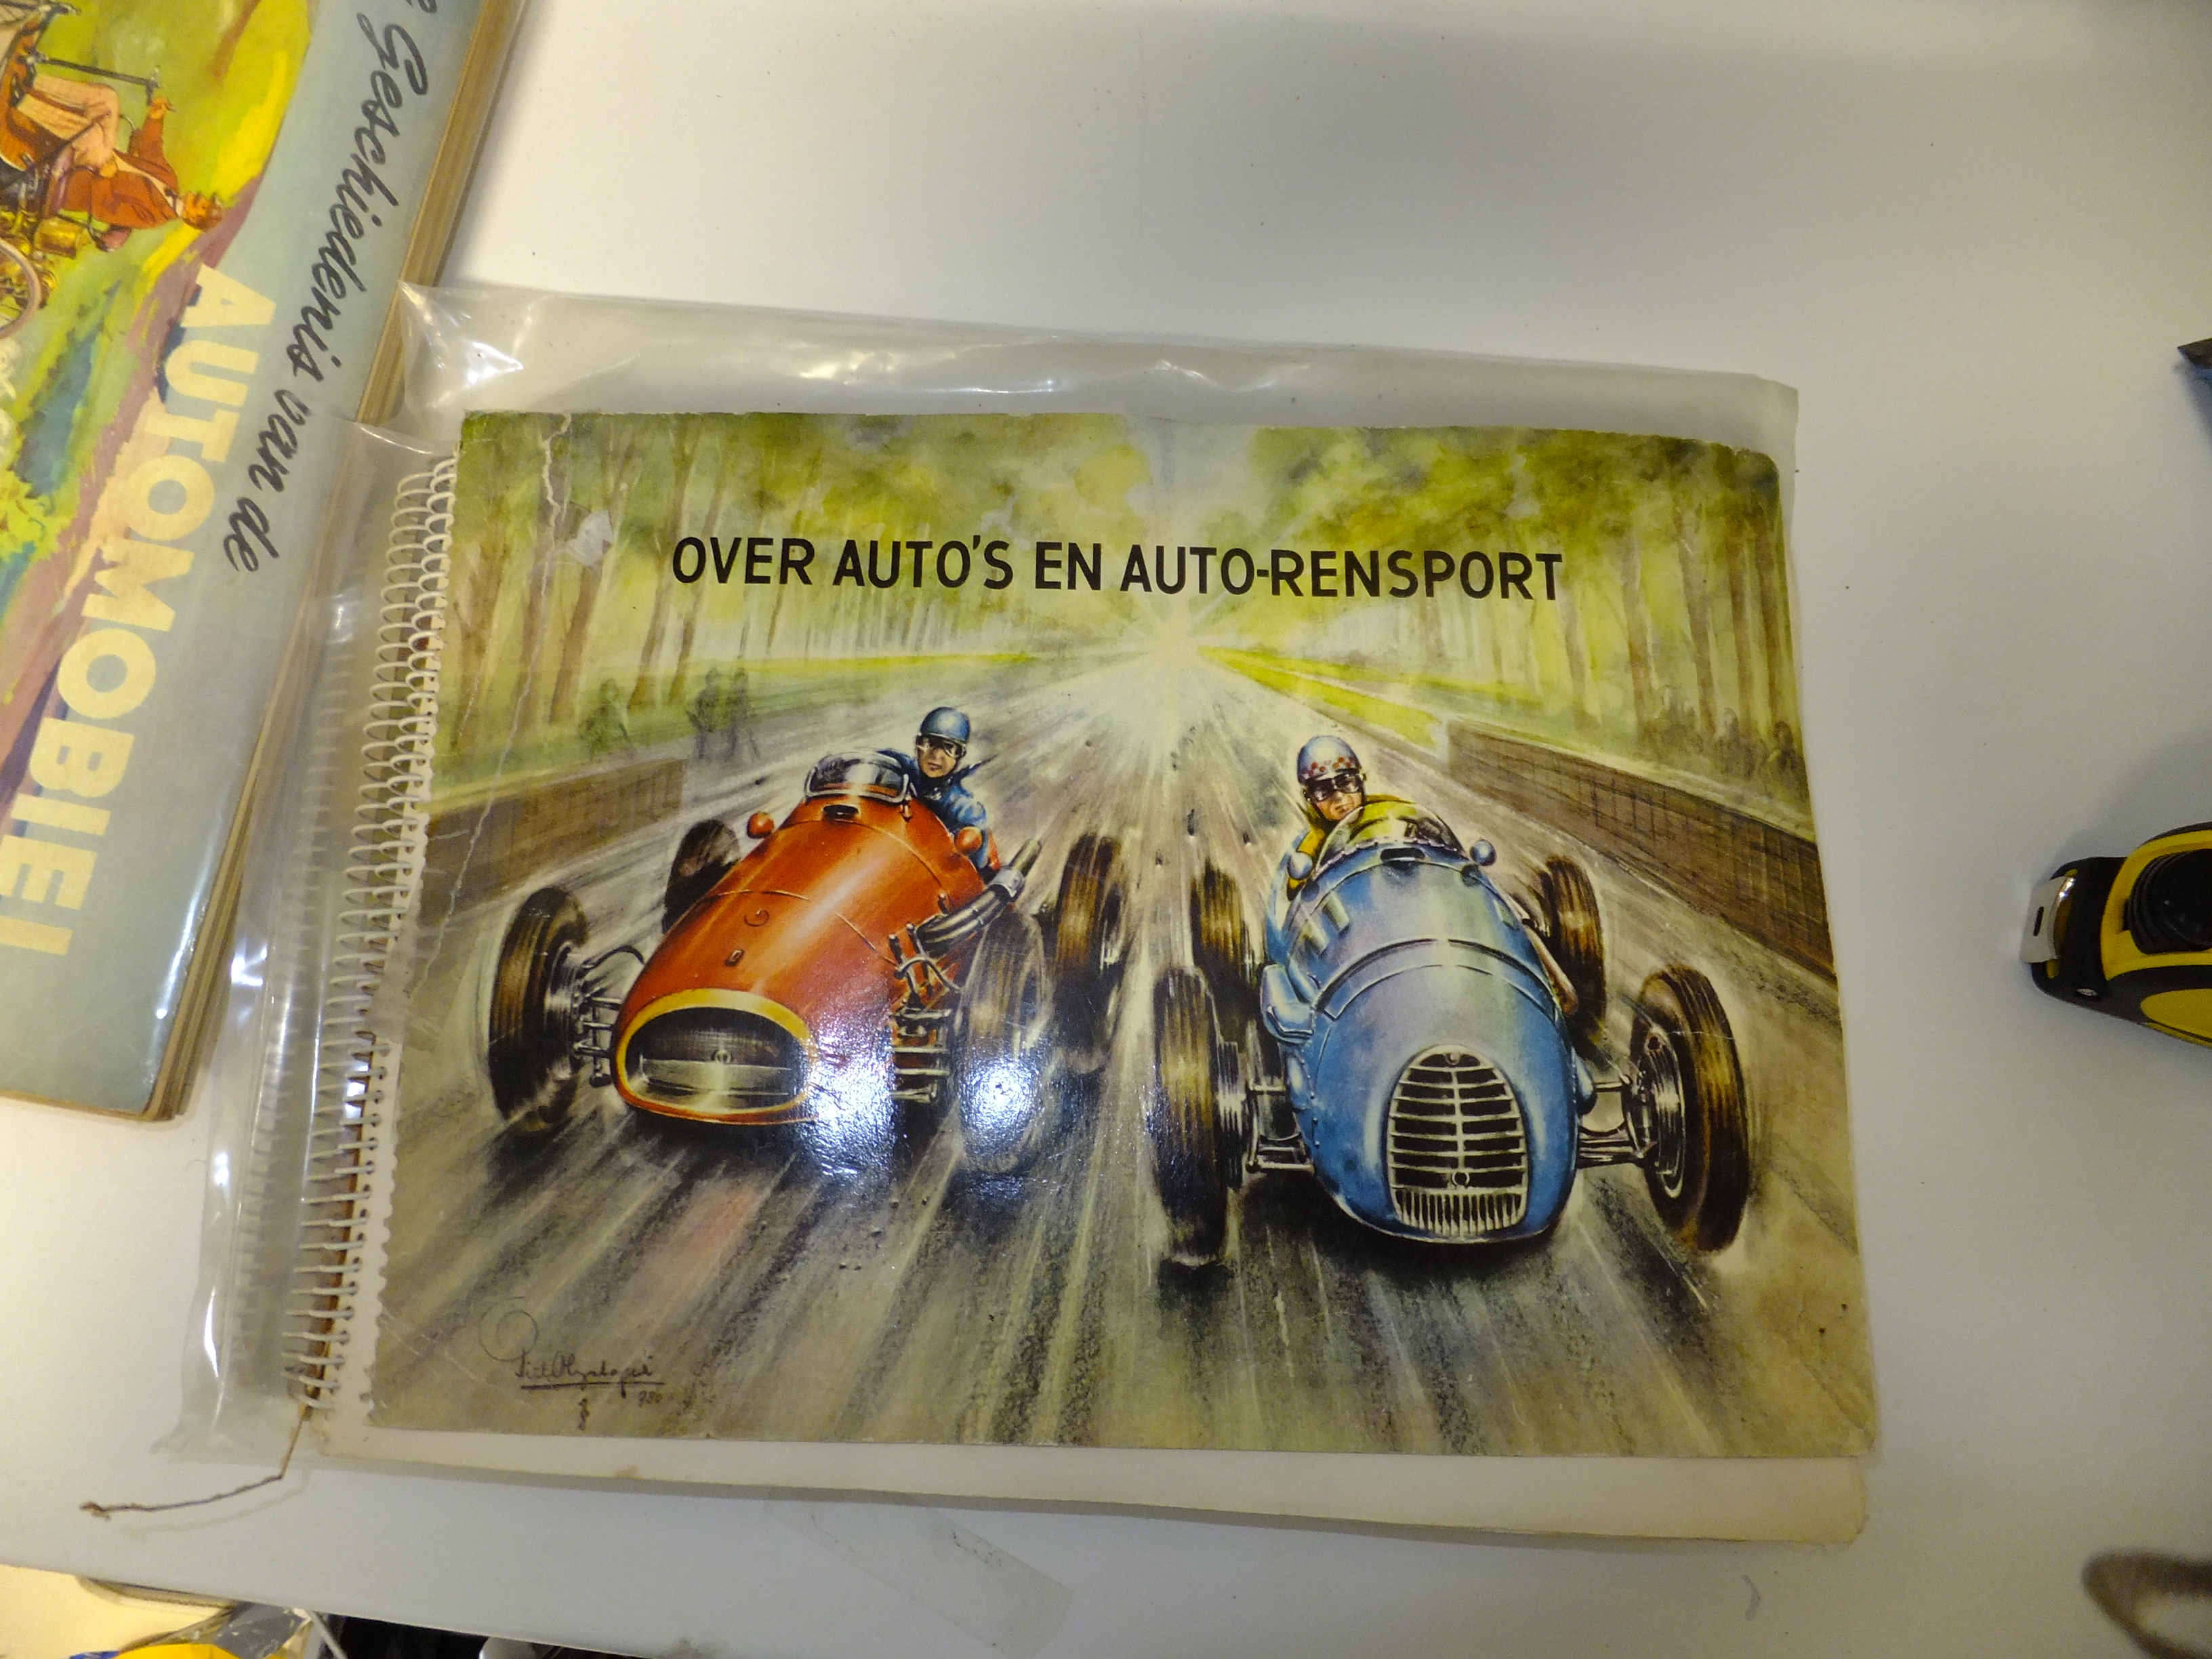 Geschiedenis van de
AUTOMOBIEL
OVER AUTO'S EN AUTO-RENSPORT